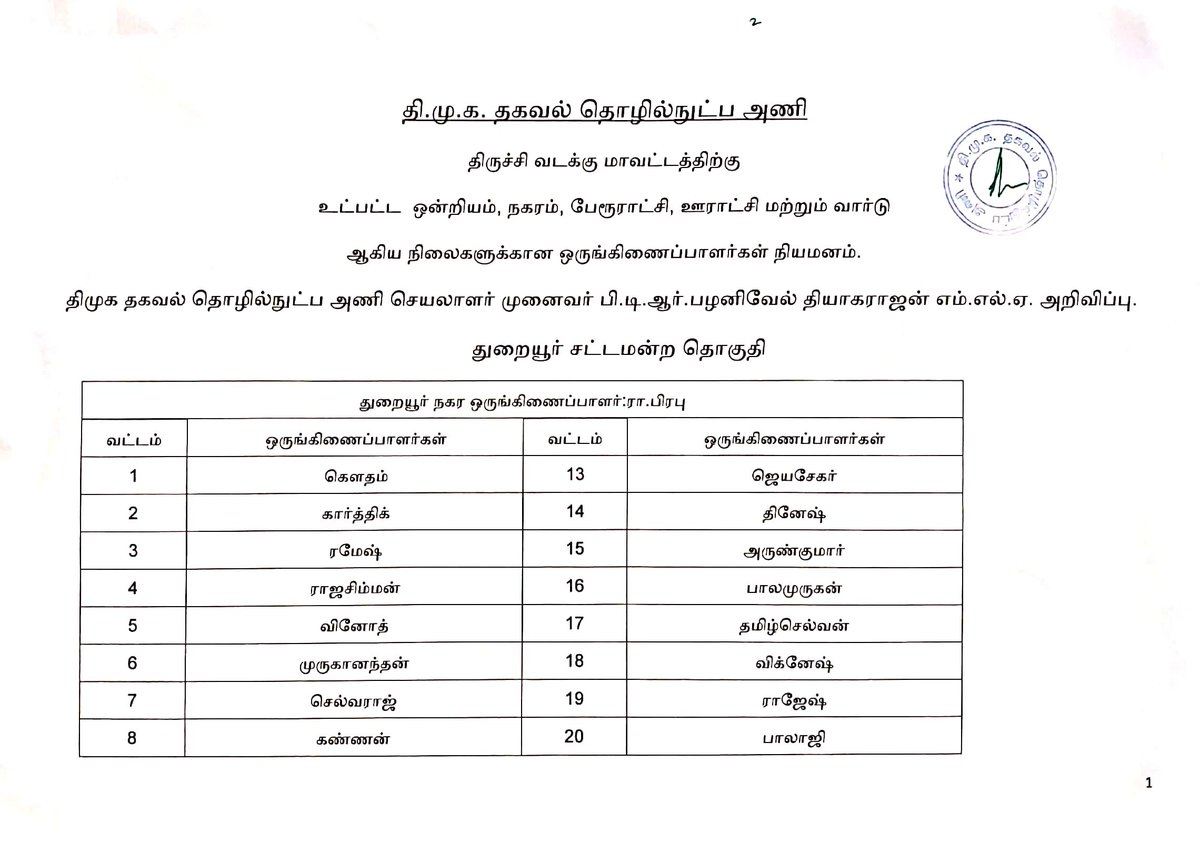 2
தி.மு.க. தகவல் தொழில்நுட்ப அணி
தி.மு.க. தகவல் தொழில்நுட்ப அணி *
திருச்சி வடக்கு மாவட்டத்திற்கு
உட்பட்ட ஒன்றியம், நகரம், பேரூராட்சி, ஊராட்சி மற்றும் வார்டு
ஆகிய நிலைகளுக்கான ஒருங்கிணைப்பாளர்கள் நியமனம்.
திமுக தகவல் தொழில்நுட்ப அணி செயலாளர் முனைவர் பி.டி.ஆர்.பழனிவேல் தியாகராஜன் எம்.எல்.ஏ. அறிவிப்பு.
துறையூர் சட்டமன்ற தொகுதி
துறையூர் நகர ஒருங்கிணைப்பாளர்:ரா.பிரபு
வட்டம் ஒருங்கிணைப்பாளர்கள் வட்டம் ஒருங்கிணைப்பாளர்கள்
1 கௌதம் 13 ஜெயசேகர்
2 கார்த்திக் 14 தினேஷ்
3 ரமேஷ் 15 அருண்குமார்
4 ராஜசிம்மன் 16 பாலமுருகன்
5 வினோத் 17 தமிழ்செல்வன்
6 முருகானந்தன் 18 விக்னேஷ்
7 செல்வராஜ் 19 ராஜேஷ்
8 கண்ணன் 20 பாலாஜி
1